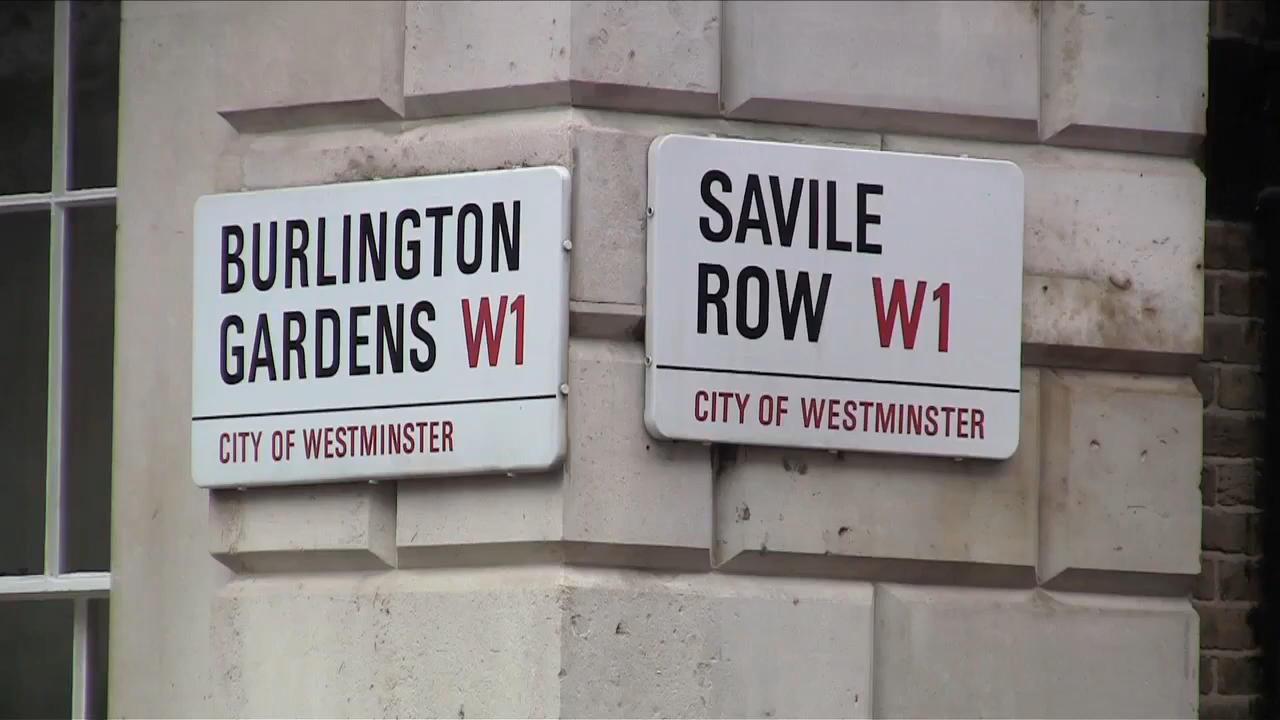 BURLINGTON
GARDENS W1
CITY OF WESTMINSTER
SAVILE
ROW W1
CITY OF WESTMINSTER